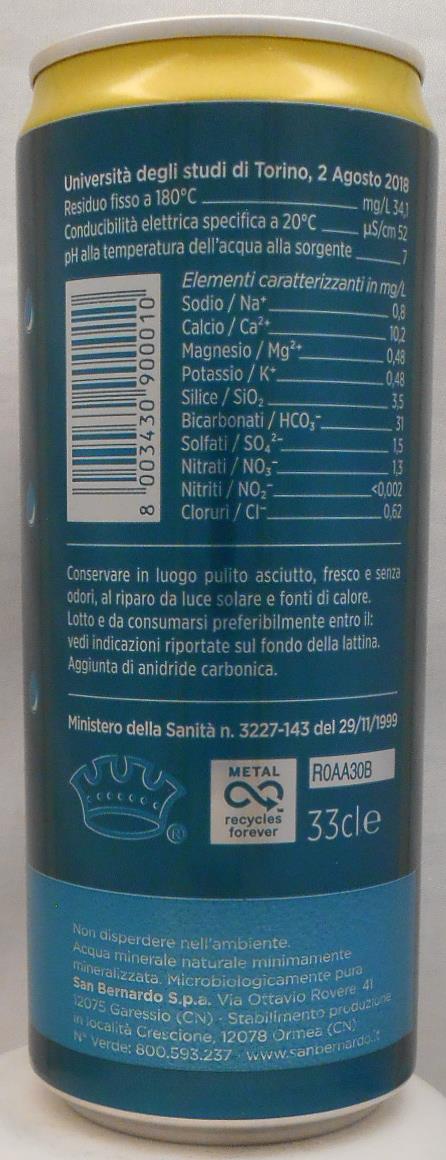 Università degli studi di Torino, 2 Agosto 2018
Residuo fisso a 180°C mg/L 34,1
Conducibilità elettrica specifica a 20°C µS/cm 52
pH alla temperatura dell'acqua alla sorgente 7
Elementi caratterizzanti in mg/L
Sodio / Na⁺ 0,8
Calcio / Ca²⁺ 10,2
Magnesio / Mg²⁺ 0,48
Potassio / K⁺ 0,48
Silice / SiO₂ 3,5
Bicarbonati / HCO₃⁻ 31
Solfati / SO₄²⁻ 1,5
Nitrati / NO₃⁻ 1,3
Nitriti / NO₂⁻ <0,002
Cloruri / Cl⁻ 0,62
8 003430 900010
Conservare in luogo pulito asciutto, fresco e senza
odori, al riparo da luce solare e fonti di calore.
Lotto e da consumarsi preferibilmente entro il:
vedi indicazioni riportate sul fondo della lattina.
Aggiunta di anidride carbonica.
Ministero della Sanità n. 3227-143 del 29/11/1999
®
METAL
recycles
forever
™
R0AA30B
33cl e
Non disperdere nell'ambiente.
Acqua minerale naturale minimamente
mineralizzata. Microbiologicamente pura
San Bernardo S.p.a. Via Ottavio Rovere, 41
12075 Garessio (CN) - Stabilimento produzione
in località Crescione, 12078 Ormea (CN)
N° Verde: 800.593.237 - www.sanbernardo.it